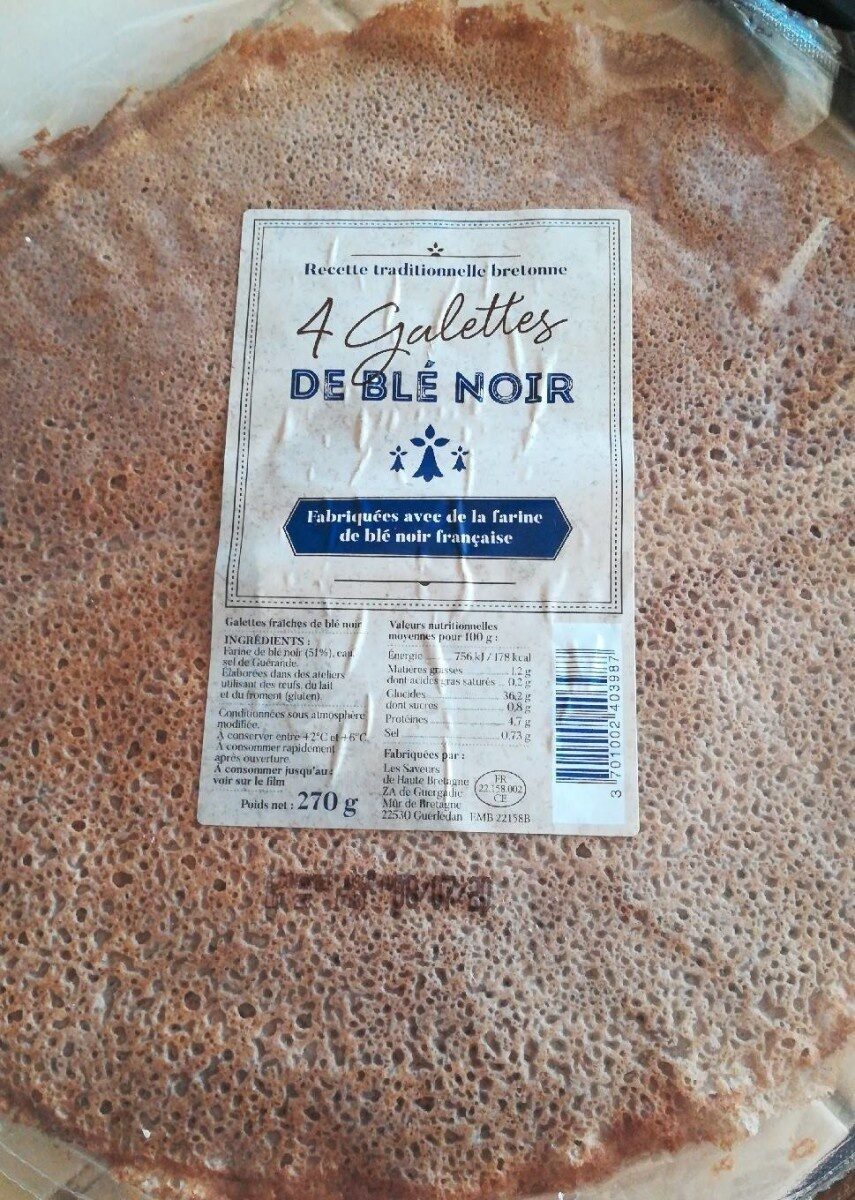 Recette traditionnelle bretonne
4 Galettes
DE BLÉ NOIR
Fabriquées avec de la farine
de blé noir française
Galettes fraîches de blé noir
INGRÉDIENTS :
Farine de blé noir (51%), eau,
sel de Guérande.
Élaborées dans des ateliers
utilisant des œufs, du lait
et du froment (gluten).
Conditionnées sous atmosphère
modifiée.
À conserver entre +2°C et +6°C.
À consommer rapidement
après ouverture.
À consommer jusqu'au :
voir sur le film
Poids net : 270 g
Valeurs nutritionnelles
moyennes pour 100 g :
Énergie 756 kJ / 178 kcal
Matières grasses 1,2 g
dont acides gras saturés 0,2 g
Glucides 36,2 g
dont sucres 0,8 g
Protéines 4,7 g
Sel 0,73 g
Fabriquées par :
Les Saveurs
de Haute Bretagne
ZA de Guergadic
Mûr de Bretagne
22530 Guerlédan EMB 22158B
FR
22.158.002
CE
3 701002 403987
08/07/20